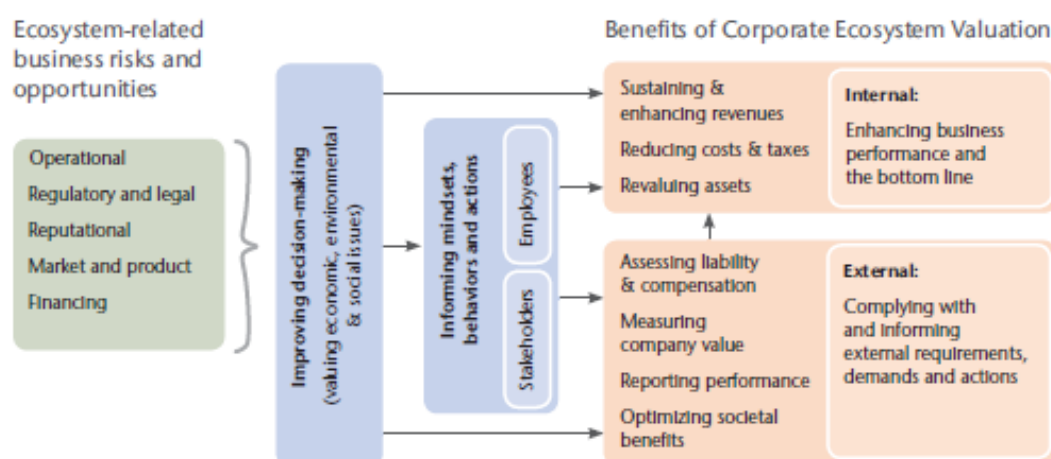 Ecosystem-related
business risks and
opportunities
Operational
Regulatory and legal
Reputational
Market and product
Financing
Improving decision-making
(valuing economic, environmental
& social issues)
Informing mindsets,
behaviors and actions
Employees
Stakeholders
Benefits of Corporate Ecosystem Valuation
Sustaining &
enhancing revenues
Reducing costs & taxes
Revaluing assets
Internal:
Enhancing business
performance and
the bottom line
Assessing liability
& compensation
Measuring
company value
Reporting performance
Optimizing societal
benefits
External:
Complying with
and informing
external requirements,
demands and actions